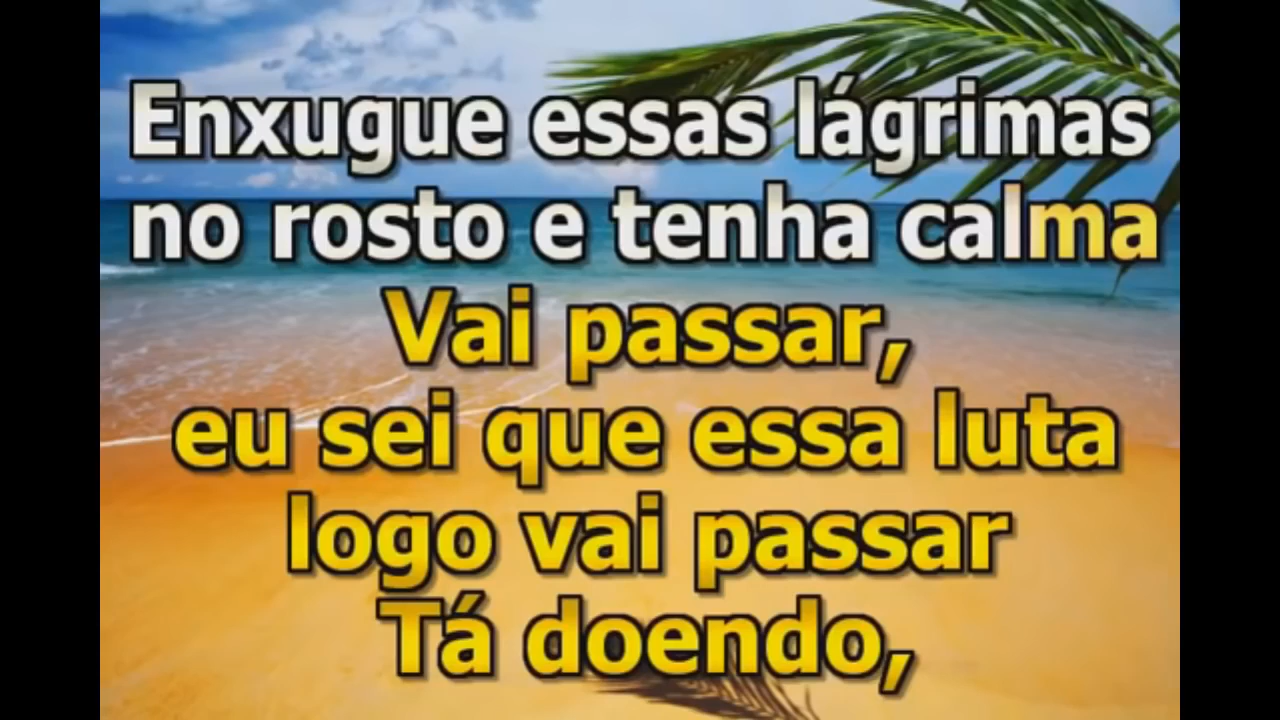 Enxugue essas lágrimas
no rosto e tenha calma
Vai passar,
eu sei que essa luta
logo vai passar
Tá doendo,